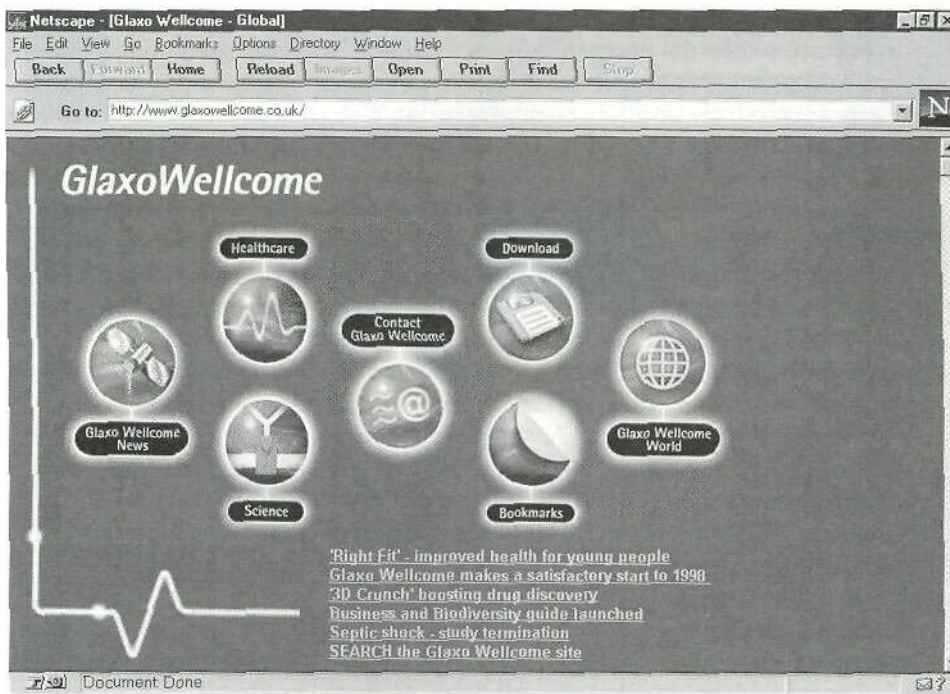 Netscape - [Glaxo Wellcome - Global]
File Edit View Go Bookmarks Options Directory Window Help
Back Forward Home Reload Images Open Print Find Stop
Go to: http://www.glaxowellcome.co.uk/
N
GlaxoWellcome
Healthcare
Download
Contact
Glaxo Wellcome
@
Glaxo Wellcome
News
Glaxo Wellcome
World
Science
Bookmarks
'Right Fit' - improved health for young people
Glaxo Wellcome makes a satisfactory start to 1998
'3D Crunch' boosting drug discovery
Business and Biodiversity guide launched
Septic shock - study termination
SEARCH the Glaxo Wellcome site
Document Done
?